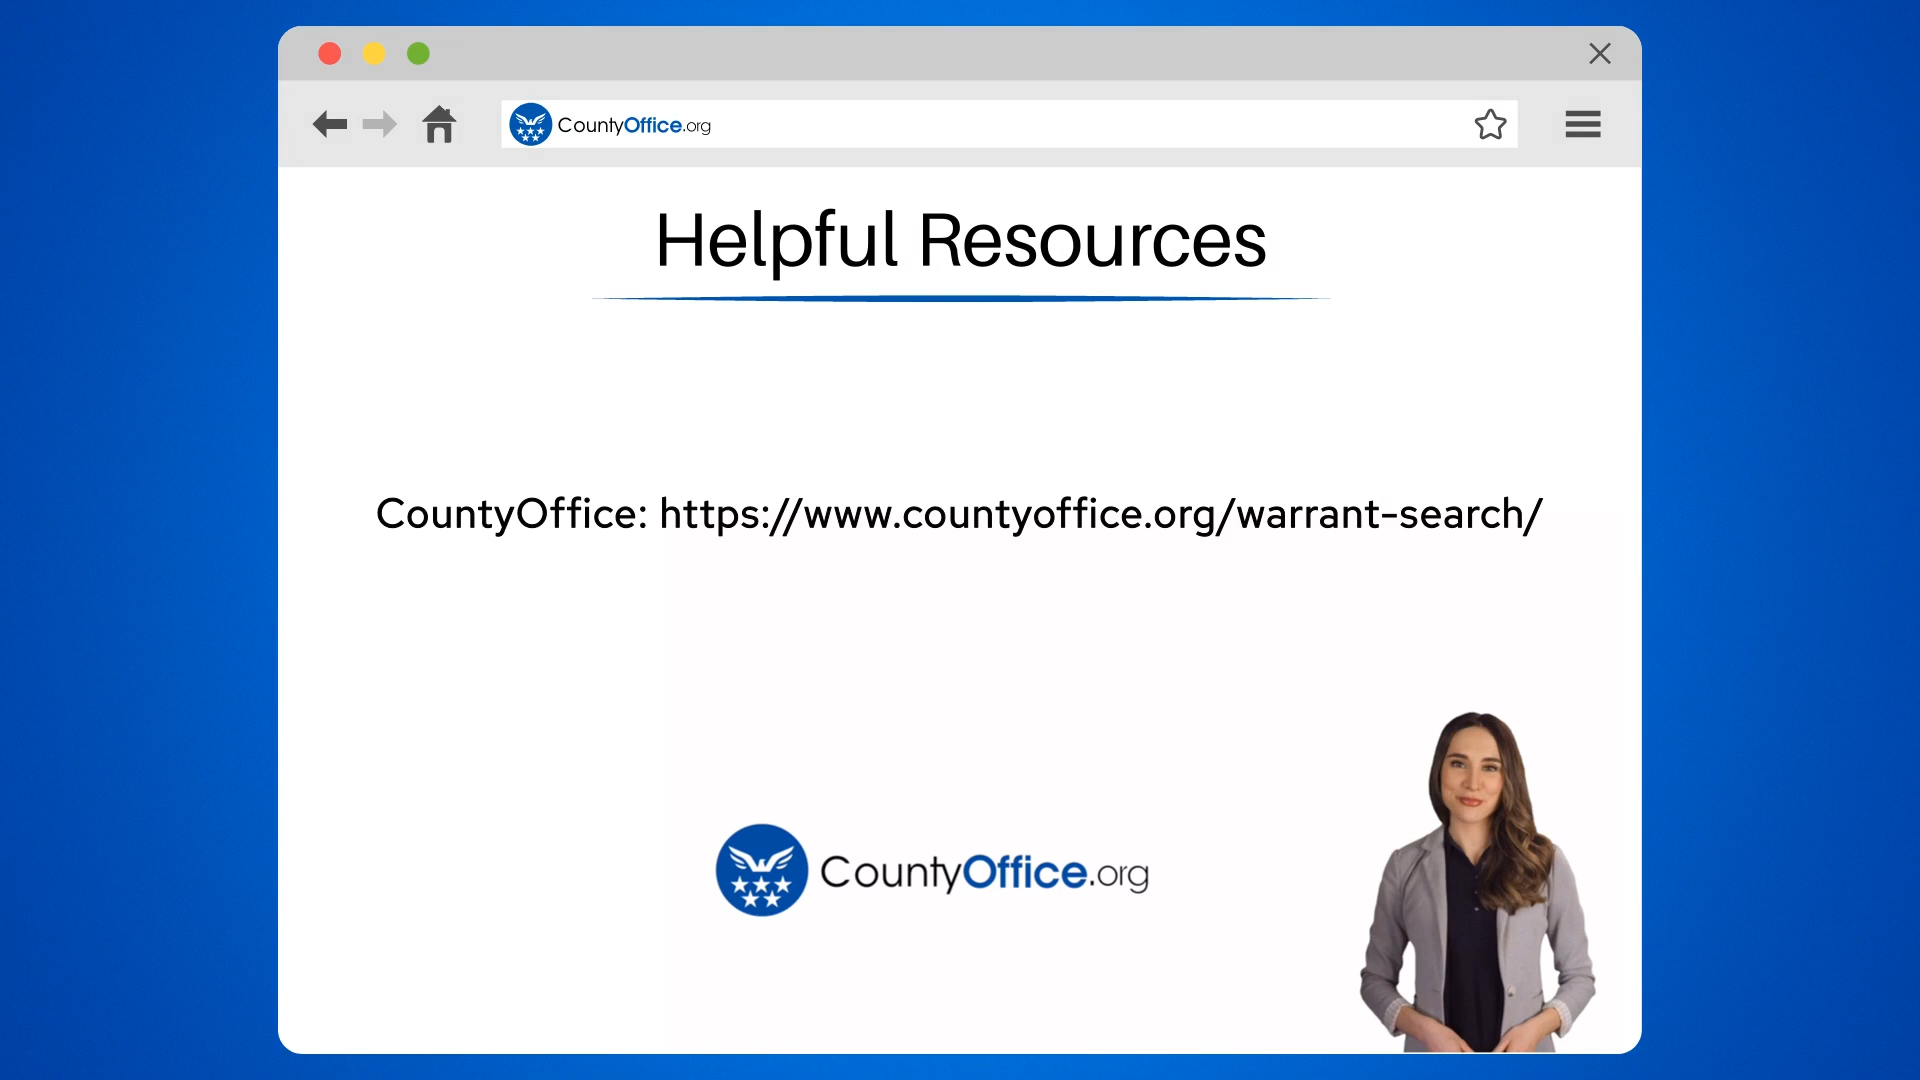 CountyOffice.org
Helpful Resources
CountyOffice: https://www.countyoffice.org/warrant-search/
CountyOffice.org